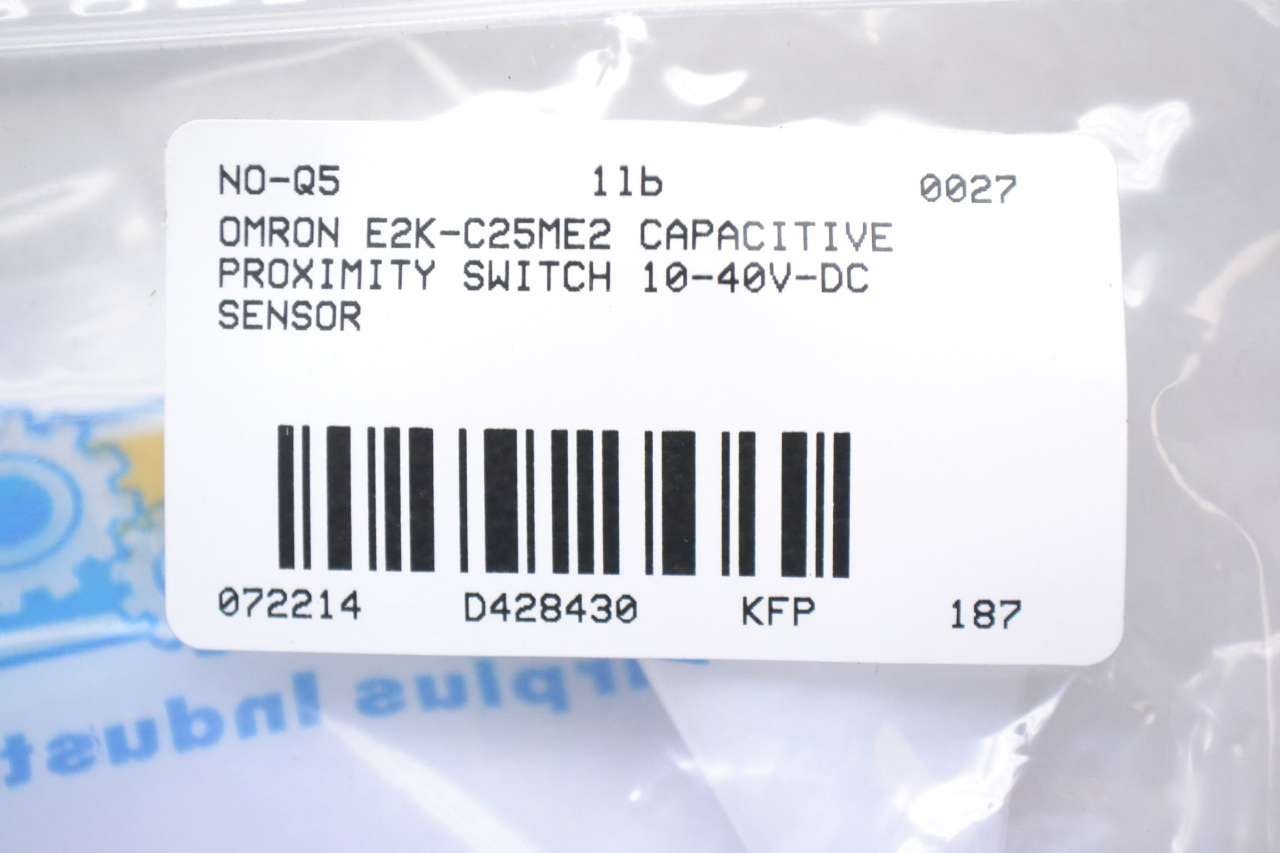 NO-Q5 1lb 0027
OMRON E2K-C25ME2 CAPACITIVE
PROXIMITY SWITCH 10-40V-DC
SENSOR
072214 D428430 KFP 187